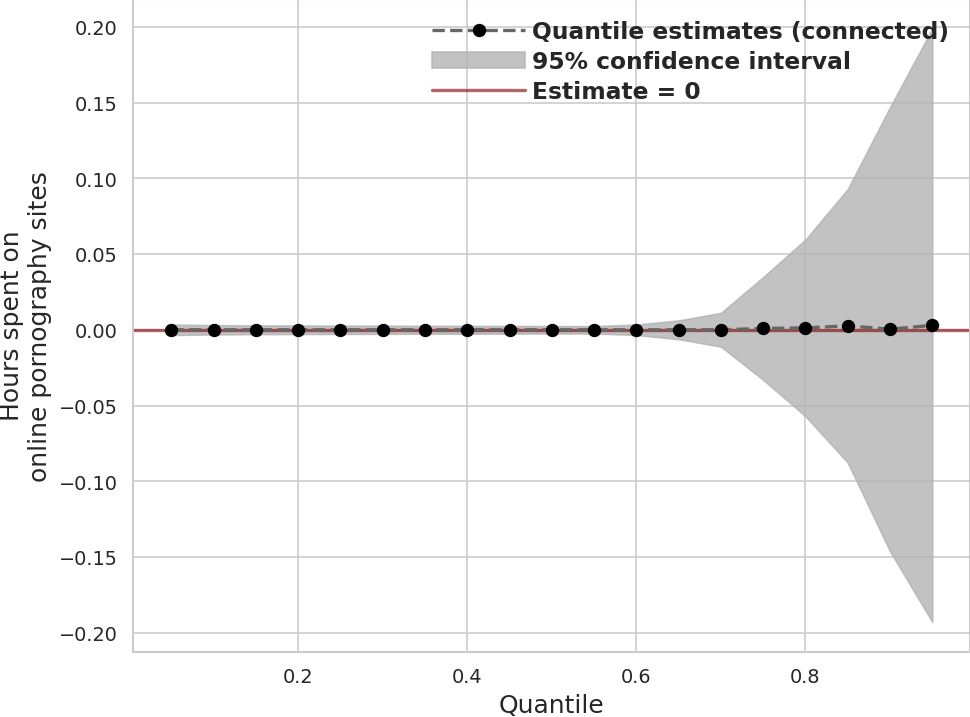 Quantile estimates (connected)
95% confidence interval
Estimate = 0
Hours spent on
online pornography sites
0.20
0.15
0.10
0.05
0.00
−0.05
−0.10
−0.15
−0.20
0.2
0.4
0.6
0.8
Quantile